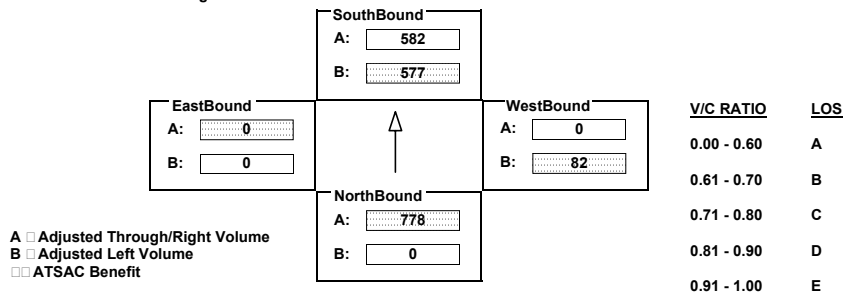 SouthBound
A: 582
B: 577
EastBound
A: 0
B: 0
WestBound
A: 0
B: 82
NorthBound
A: 778
B: 0
A □ Adjusted Through/Right Volume
B □ Adjusted Left Volume
□□ ATSAC Benefit
V/C RATIO LOS
0.00 - 0.60 A
0.61 - 0.70 B
0.71 - 0.80 C
0.81 - 0.90 D
0.91 - 1.00 E